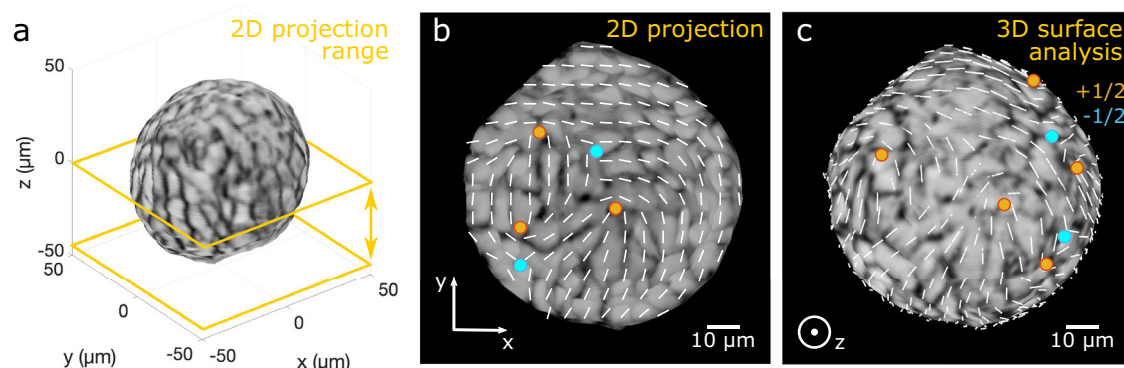 a
2D projection
range
50
0
-50
z (µm)
50
0
-50
y (µm)
-50
0
50
x (µm)
b
2D projection
y
x
10 µm
c
3D surface
analysis
+1/2
-1/2
z
10 µm